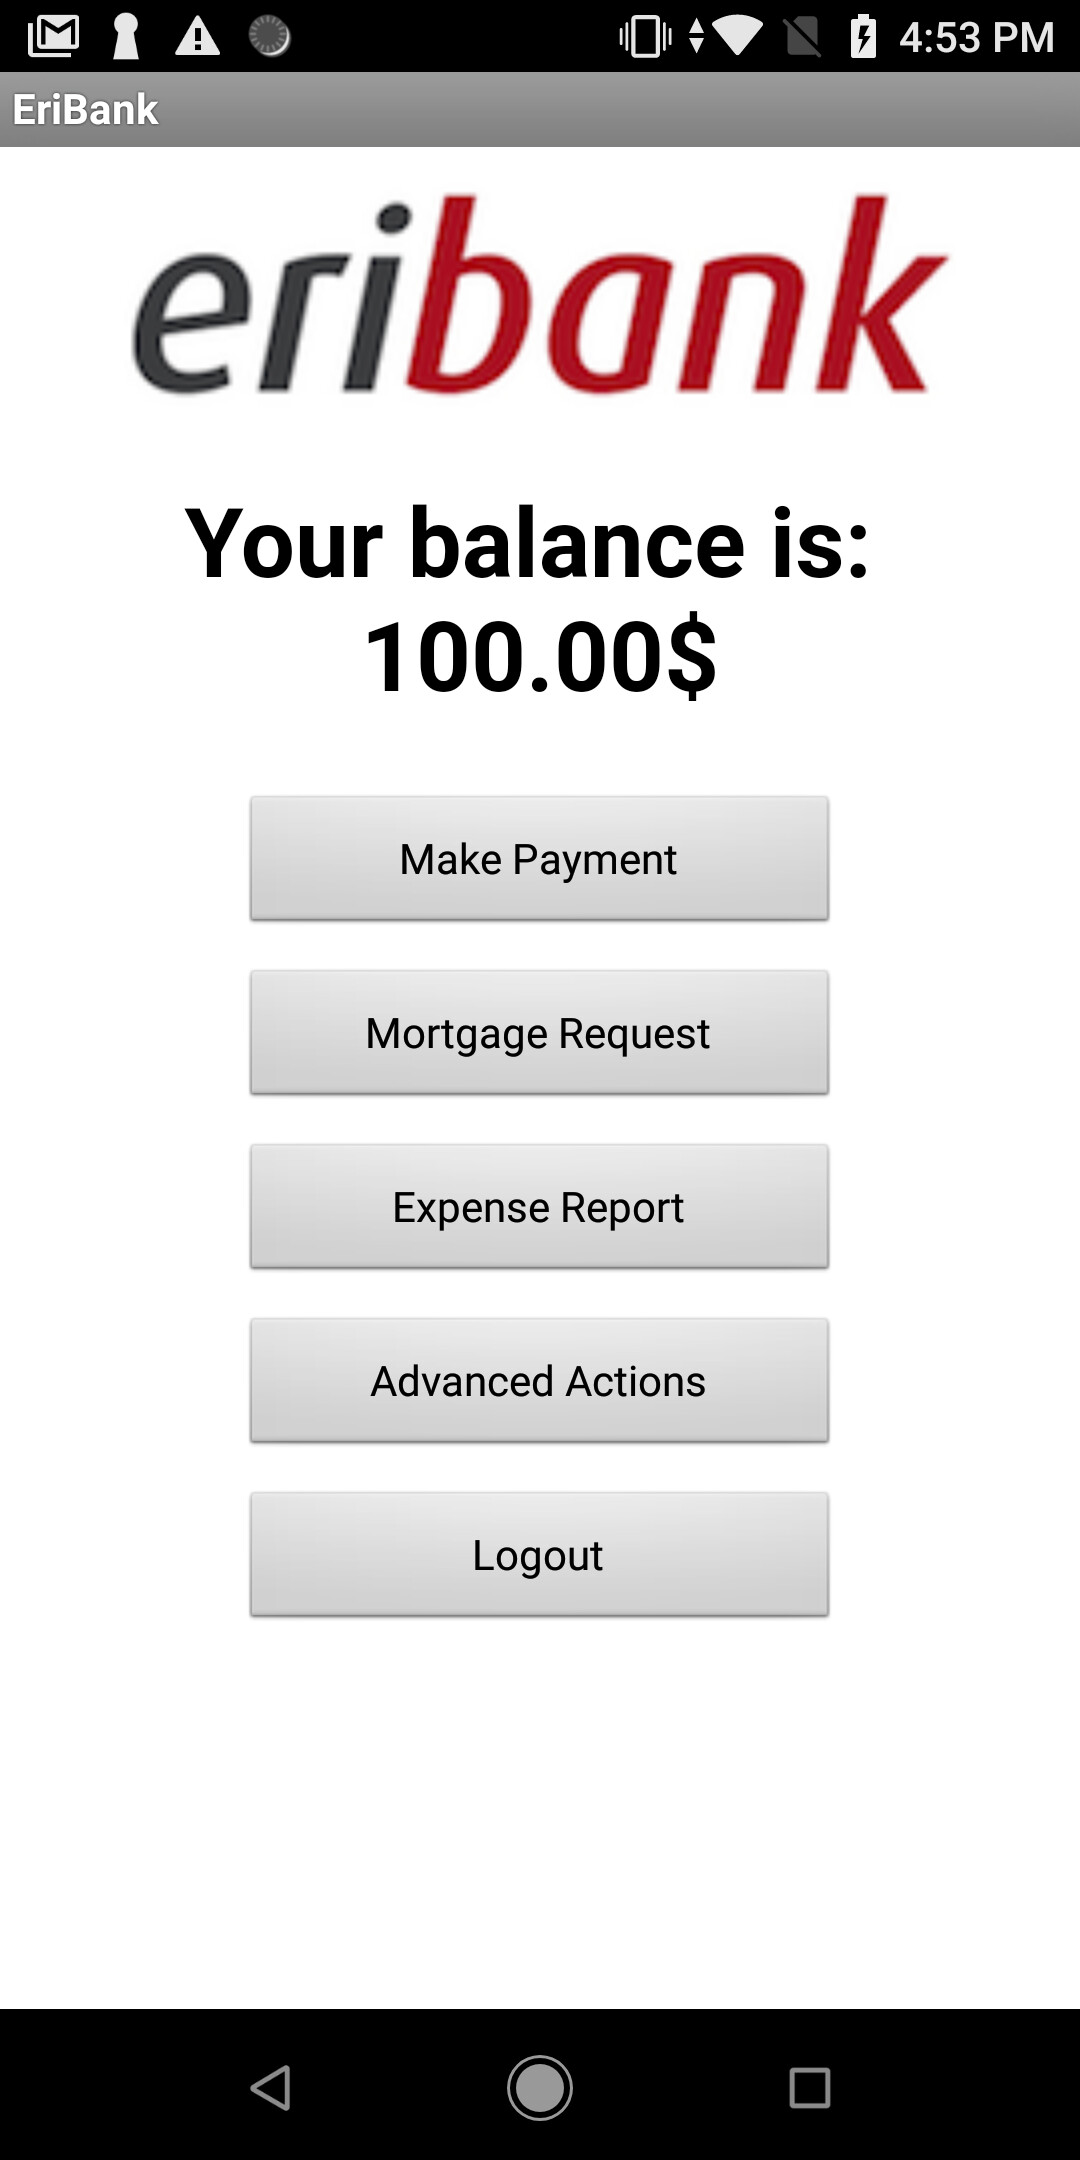 4:53 PM
EriBank
eribank
Your balance is:
100.00$
Make Payment
Mortgage Request
Expense Report
Advanced Actions
Logout